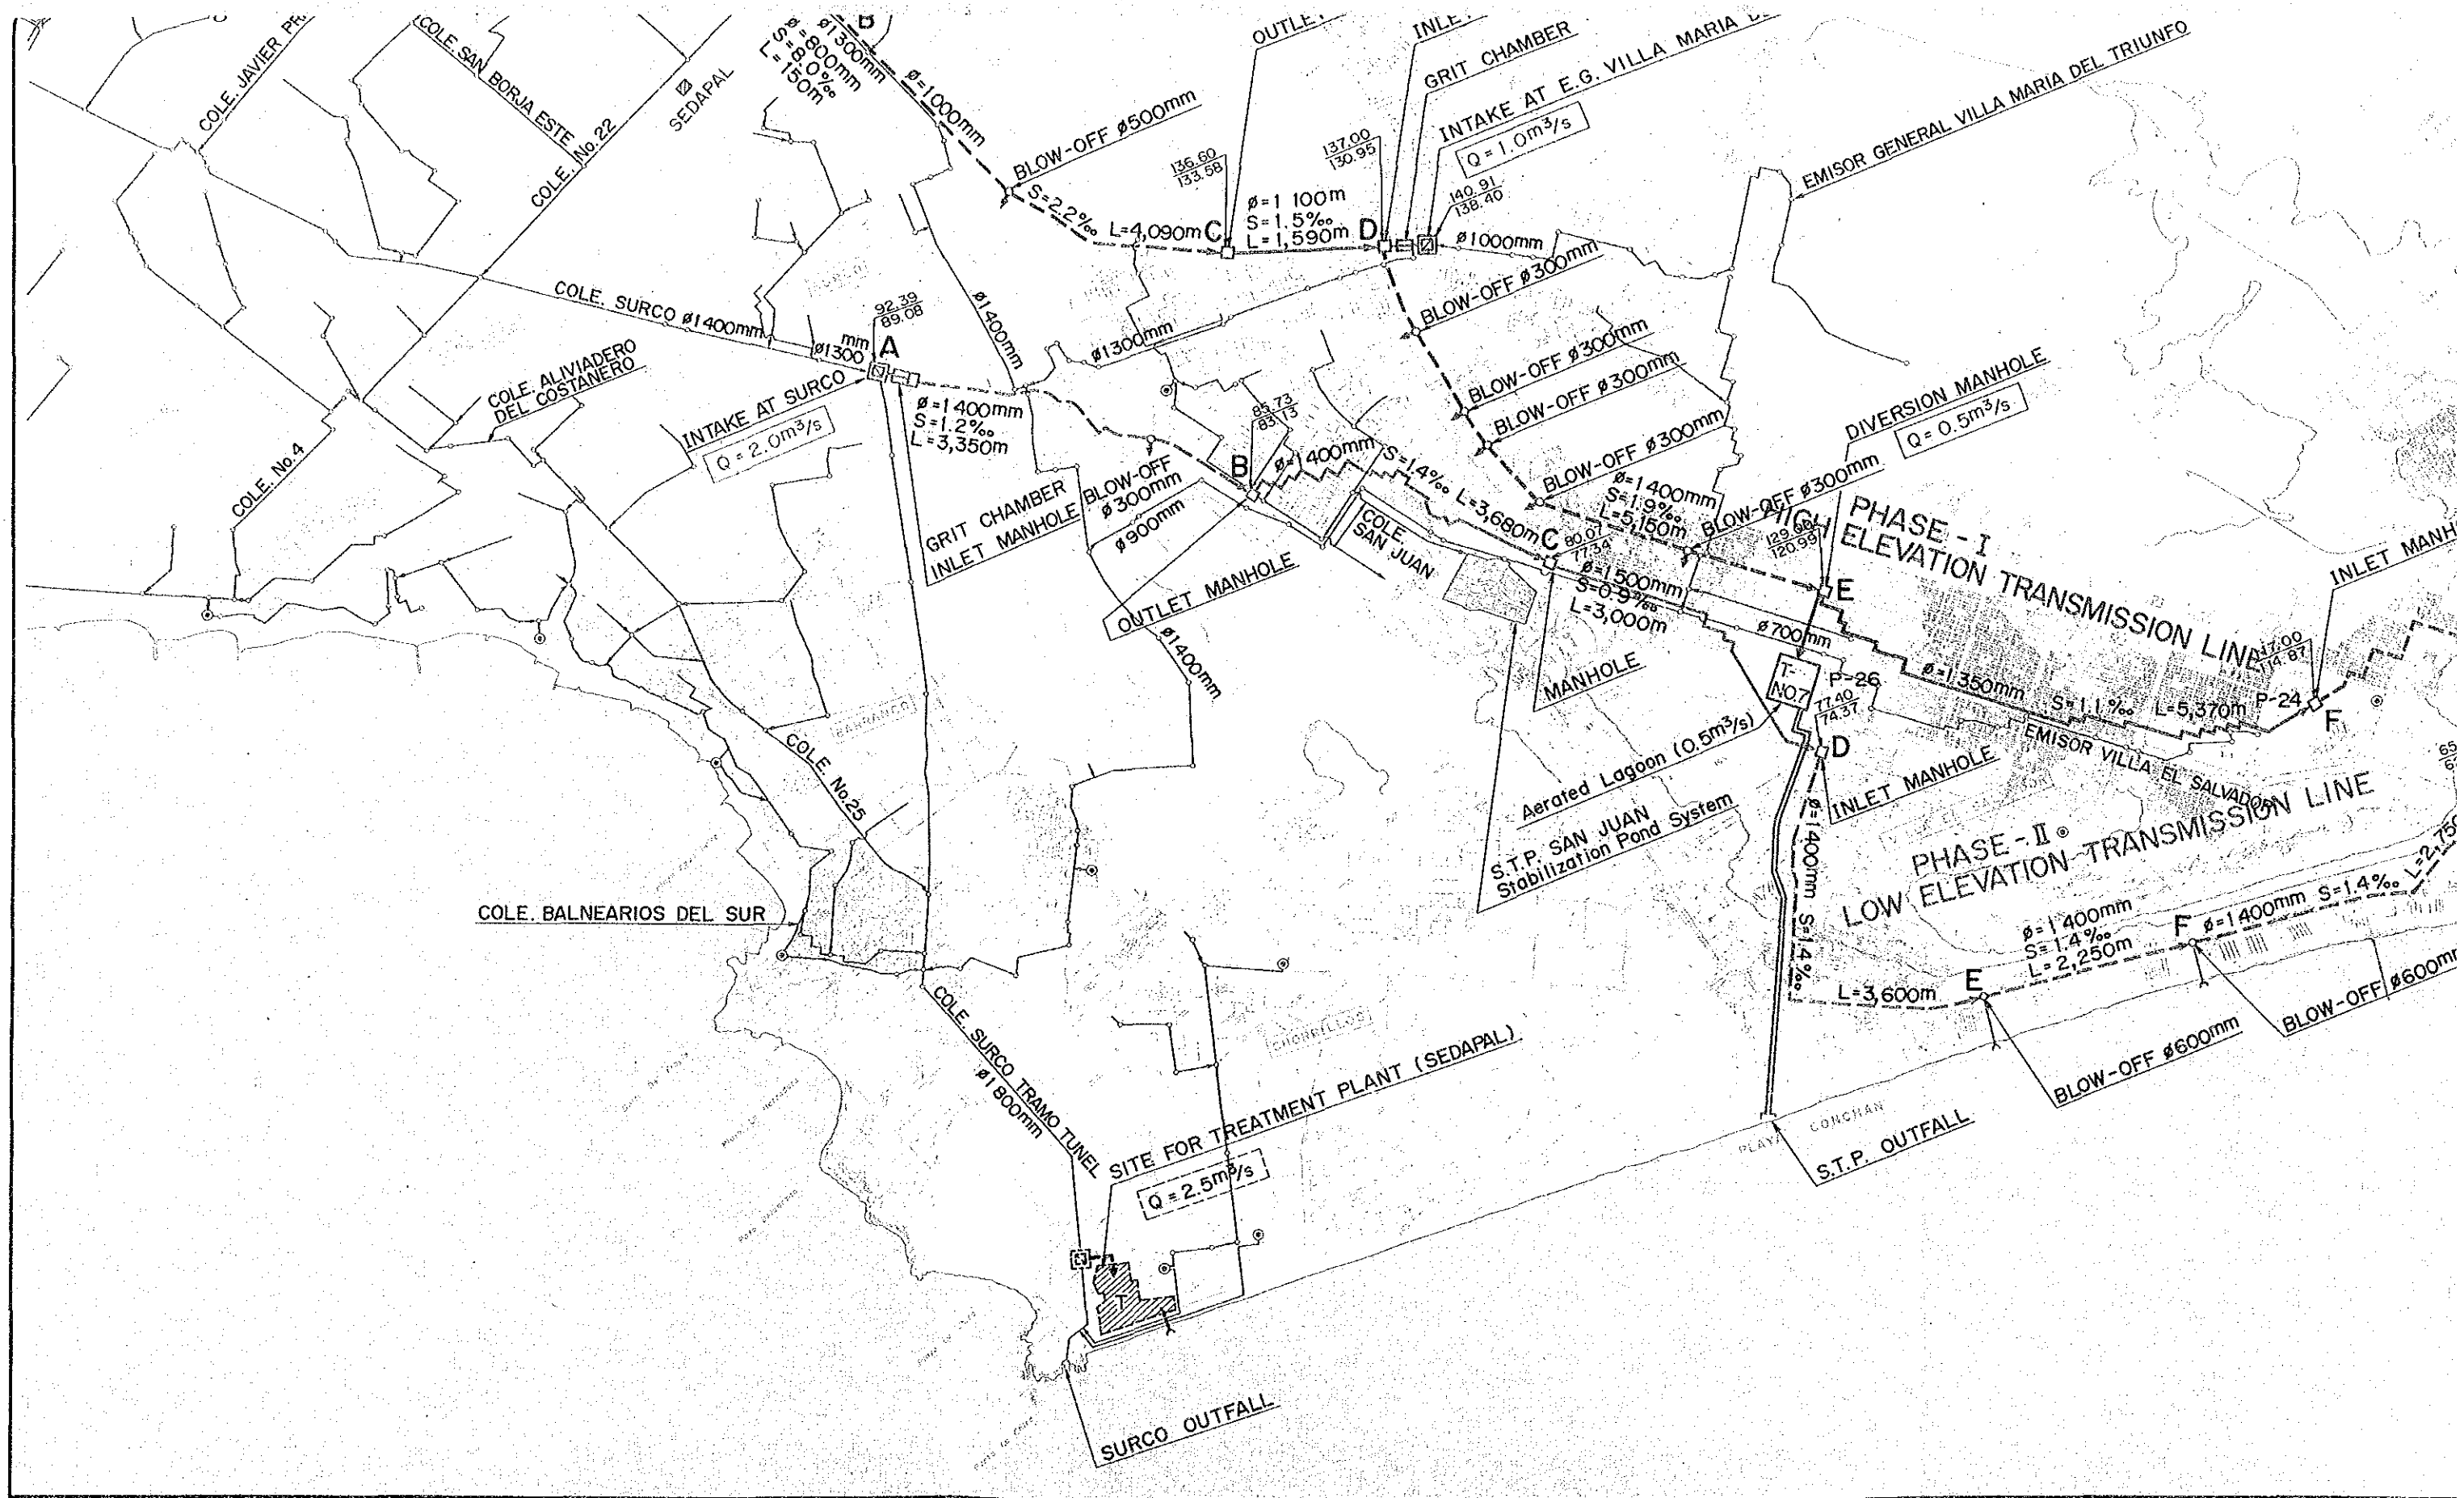 COLE. JAVIER PR
COLE. SAN BORJA ESTE
COLE. No.22
SEDAPAL
B
ø1300mm
ø=800mm
S=8.0‰
L=150m
ø=1000mm
BLOW-OFF ø500mm
S=2.2‰
L=4,090m
C
136.60
133.58
OUTLET
ø=1 100m
S=1.5‰
L=1,590m
D
137.00
130.95
INLET
GRIT CHAMBER
INTAKE AT E.G. VILLA MARIA
Q=1.0m³/s
140.91
138.40
ø1000mm
EMISOR GENERAL VILLA MARIA DEL TRIUNFO
BLOW-OFF ø300mm
BLOW-OFF ø300mm
BLOW-OFF ø300mm
BLOW-OFF ø300mm
BLOW-OFF ø300mm
DIVERSION MANHOLE
Q=0.5m³/s
COLE. SURCO ø1400mm
min
ø1300
92.39
89.08
A
ø1400mm
ø1300mm
COLE. ALIVIADERO
DEL COSTANERO
INTAKE AT SURCO
Q=2.0m³/s
ø=1400mm
S=1.2‰
L=3,350m
GRIT CHAMBER
INLET MANHOLE
BLOW-OFF
ø300mm
ø900mm
COLE. No.4
85.73
83.13
B
ø=1400mm
S=1.4‰
L=3,680m
COLE.
SAN JUAN
OUTLET MANHOLE
ø1400mm
C
80.07
77.34
ø=1400mm
S=1.9‰
L=5,150m
ø=1500mm
S=0.9‰
L=3,000m
129.00
120.99
E
PHASE - I
HIGH ELEVATION TRANSMISSION LINE
INLET MANH
117.00
114.87
P-24
F
ø700mm
MANHOLE
T-
NO7
P-26
77.40
74.37
D
ø=1350mm
S=1.1‰
L=5,370m
EMISOR VILLA EL SALVADOR
INLET MANHOLE
Aerated Lagoon (0.5m³/s)
S.T.P. SAN JUAN
Stabilization Pond System
PHASE - II
LOW ELEVATION TRANSMISSION LINE
ø=1400mm S=1.4‰
L=3,600m
E
ø=1400mm
S=1.4‰
L=2,250m
F
ø=1400mm S=1.4‰
L=2,750
BLOW-OFF ø600mm
BLOW-OFF ø600mm
BARRANCO
COLE. No.25
COLE. BALNEARIOS DEL SUR
COLE. SURCO TRAMO TUNEL
ø1800mm
CHORRILLOS
SITE FOR TREATMENT PLANT (SEDAPAL)
Q=2.5m³/s
T
PLAYA CONCHAN
S.T.P. OUTFALL
SURCO OUTFALL